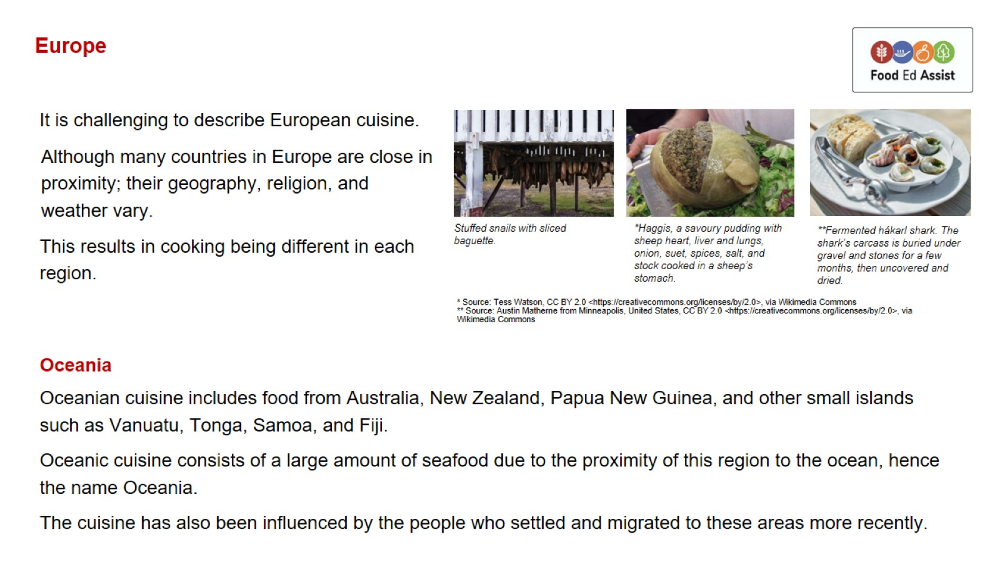 Europe
Food Ed Assist
It is challenging to describe European cuisine.
Although many countries in Europe are close in
proximity; their geography, religion, and
weather vary.
This results in cooking being different in each
region.
Stuffed snails with sliced
baguette.
*Haggis, a savoury pudding with
sheep heart, liver and lungs,
onion, suet, spices, salt, and
stock cooked in a sheep's
stomach.
**Fermented hákarl shark. The
shark's carcass is buried under
gravel and stones for a few
months, then uncovered and
dried.
* Source: Tess Watson, CC BY 2.0 <https://creativecommons.org/licenses/by/2.0>, via Wikimedia Commons
** Source: Austin Matherne from Minneapolis, United States, CC BY 2.0 <https://creativecommons.org/licenses/by/2.0>, via
Wikimedia Commons
Oceania
Oceanian cuisine includes food from Australia, New Zealand, Papua New Guinea, and other small islands
such as Vanuatu, Tonga, Samoa, and Fiji.
Oceanic cuisine consists of a large amount of seafood due to the proximity of this region to the ocean, hence
the name Oceania.
The cuisine has also been influenced by the people who settled and migrated to these areas more recently.